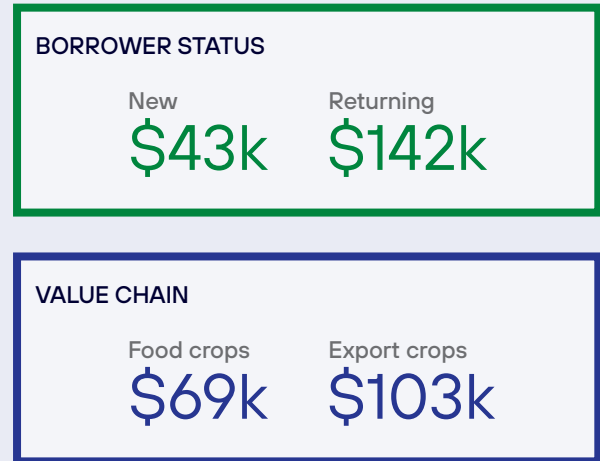 BORROWER STATUS
New Returning
$43k $142k
VALUE CHAIN
Food crops Export crops
$69k $103k